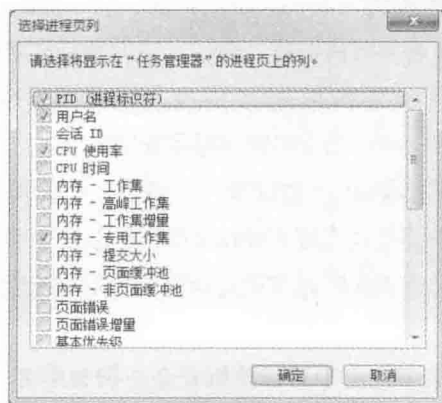 选择进程页列
请选择将显示在“任务管理器”的进程页上的列。
PID (进程标识符)
用户名
会话 ID
CPU 使用率
CPU 时间
内存 - 工作集
内存 - 高峰工作集
内存 - 工作集增量
内存 - 专用工作集
内存 - 提交大小
内存 - 页面缓冲池
内存 - 非页面缓冲池
页面错误
页面错误增量
基本优先级
确定 取消